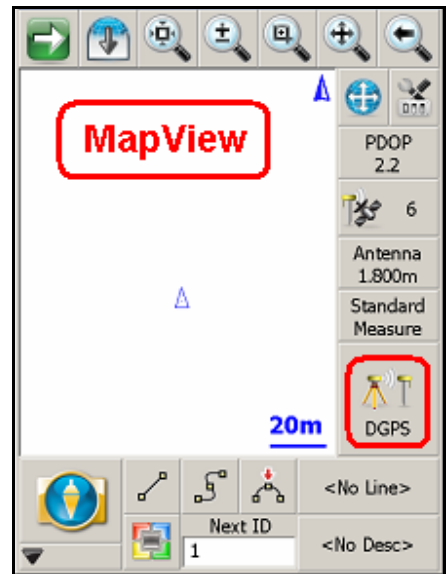 MapView
PDOP
2.2
6
Antenna
1.800m
Standard
Measure
20m
DGPS
<No Line>
Next ID
1
<No Desc>